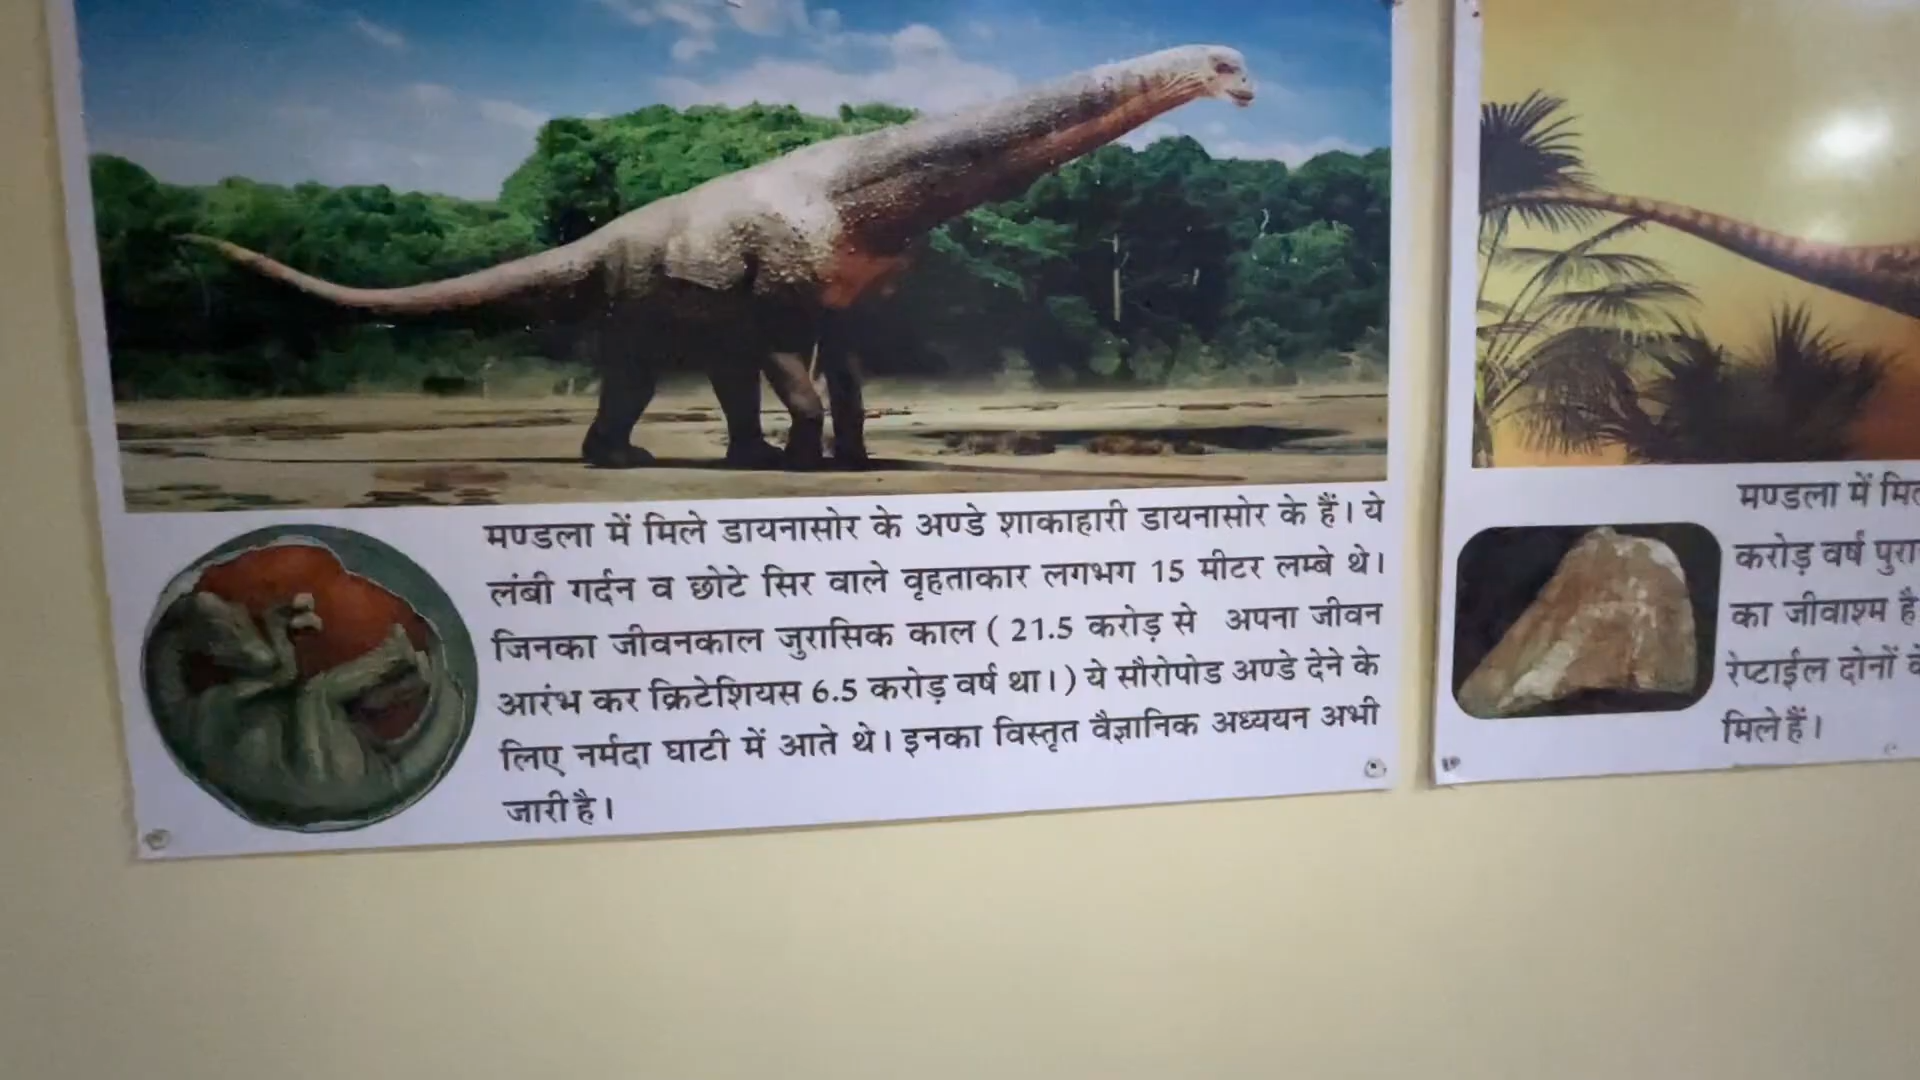 मण्डला में मिले डायनासोर के अण्डे शाकाहारी डायनासोर के हैं। ये
लंबी गर्दन व छोटे सिर वाले वृहताकार लगभग 15 मीटर लम्बे थे।
जिनका जीवनकाल जुरासिक काल ( 21.5 करोड़ से अपना जीवन
आरंभ कर क्रिटेशियस 6.5 करोड़ वर्ष था।) ये सौरोपोड अण्डे देने के
लिए नर्मदा घाटी में आते थे। इनका विस्तृत वैज्ञानिक अध्ययन अभी
जारी है।
मण्डला में
करोड़ वर्ष
का जीवाश्म है
रेप्टाईल दोनों
मिले हैं।